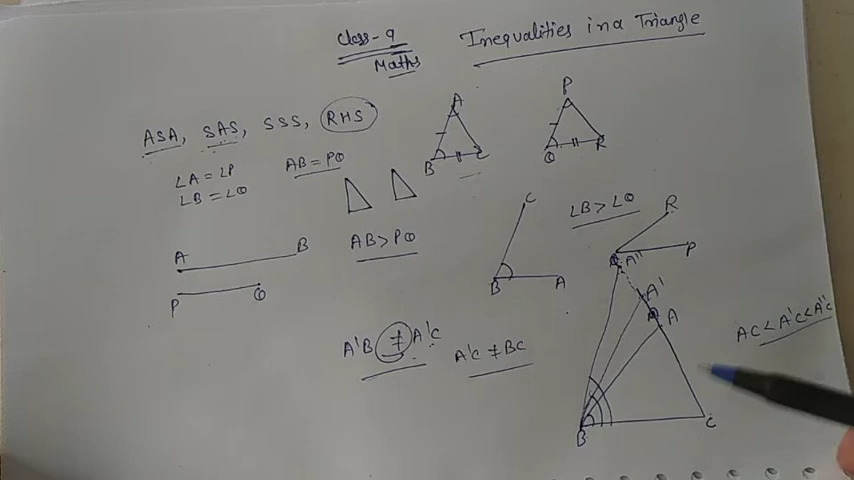 Class-9
Maths
Inequalities in a Triangle
ASA, SAS, SSS, RHS
∠A = ∠P
∠B = ∠Q
AB = PQ
A
B
C
P
Q
R
A B
P Q
AB > PQ
C
B A
∠B > ∠Q
R
P
A''
A'
A
B
C
A'B ≠ A'C
A'C ≠ BC
AC < A'C < A''C